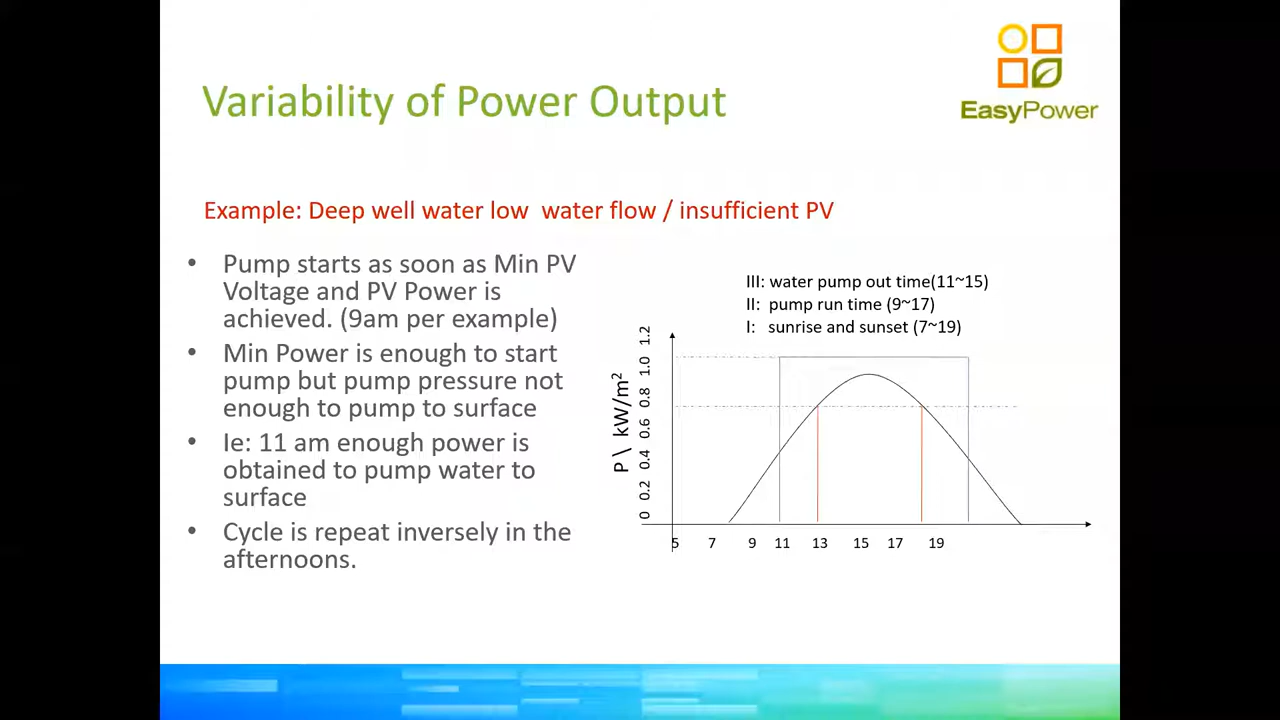 EasyPower
Variability of Power Output
Example: Deep well water low  water flow / insufficient PV
• Pump starts as soon as Min PV
Voltage and PV Power is
achieved. (9am per example)
• Min Power is enough to start
pump but pump pressure not
enough to pump to surface
• Ie: 11 am enough power is
obtained to pump water to
surface
• Cycle is repeat inversely in the
afternoons.
III: water pump out time(11~15)
II:  pump run time (9~17)
I:   sunrise and sunset (7~19)
P \ kW/m²
0 0.2 0.4 0.6 0.8 1.0 1.2
5 7 9 11 13 15 17 19